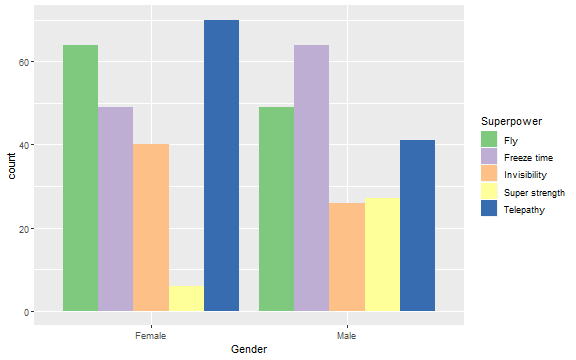 60
40
20
0
count
Female
Male
Gender
Superpower
Fly
Freeze time
Invisibility
Super strength
Telepathy